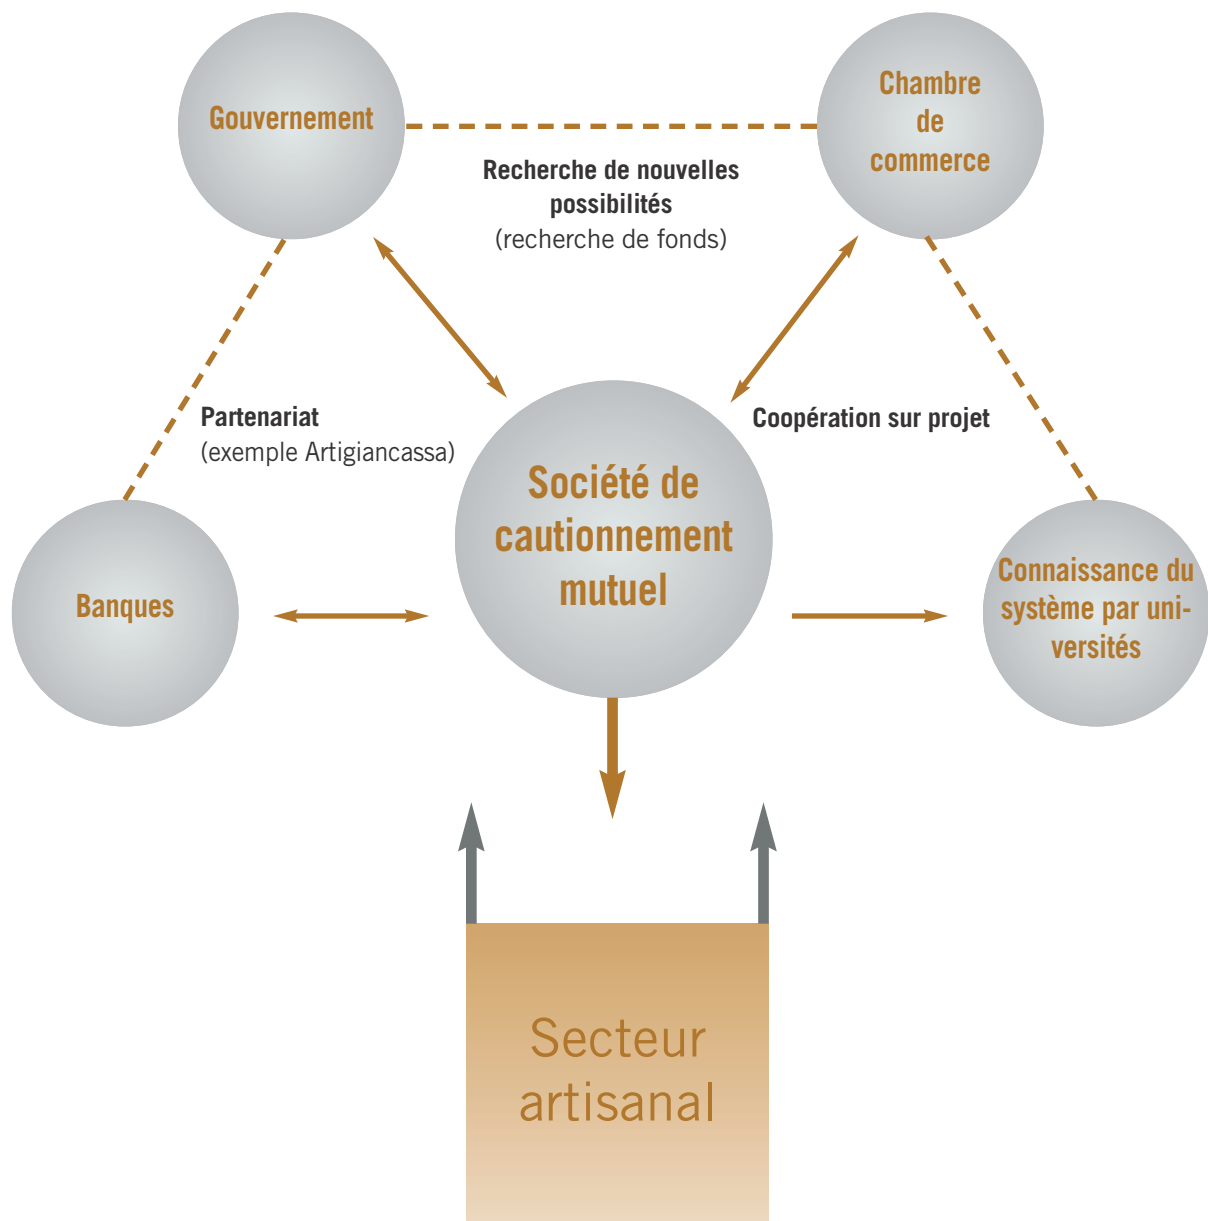 Gouvernement
Chambre
de
commerce
Recherche de nouvelles
possibilités
(recherche de fonds)
Partenariat
(exemple Artigiancassa)
Coopération sur projet
Société de
cautionnement
mutuel
Banques
Connaissance du
système par uni-
versités
Secteur
artisanal